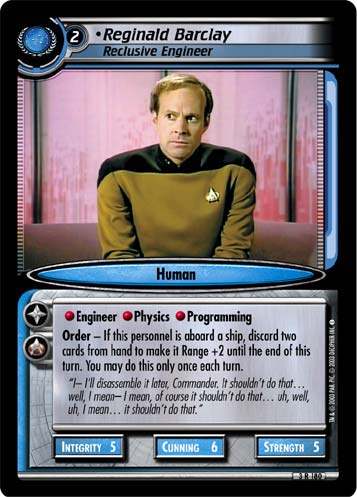 2
•Reginald Barclay
Reclusive Engineer
Human
Engineer Physics Programming
Order – If this personnel is aboard a ship, discard two
cards from hand to make it Range +2 until the end of this
turn. You may do this only once each turn.
"I– I'll disassemble it later, Commander. It shouldn't do that…
well, I mean– I mean, of course it shouldn't do that… uh, well,
uh, I mean… it shouldn't do that."
INTEGRITY 5 CUNNING 6 STRENGTH 5
3 R 180